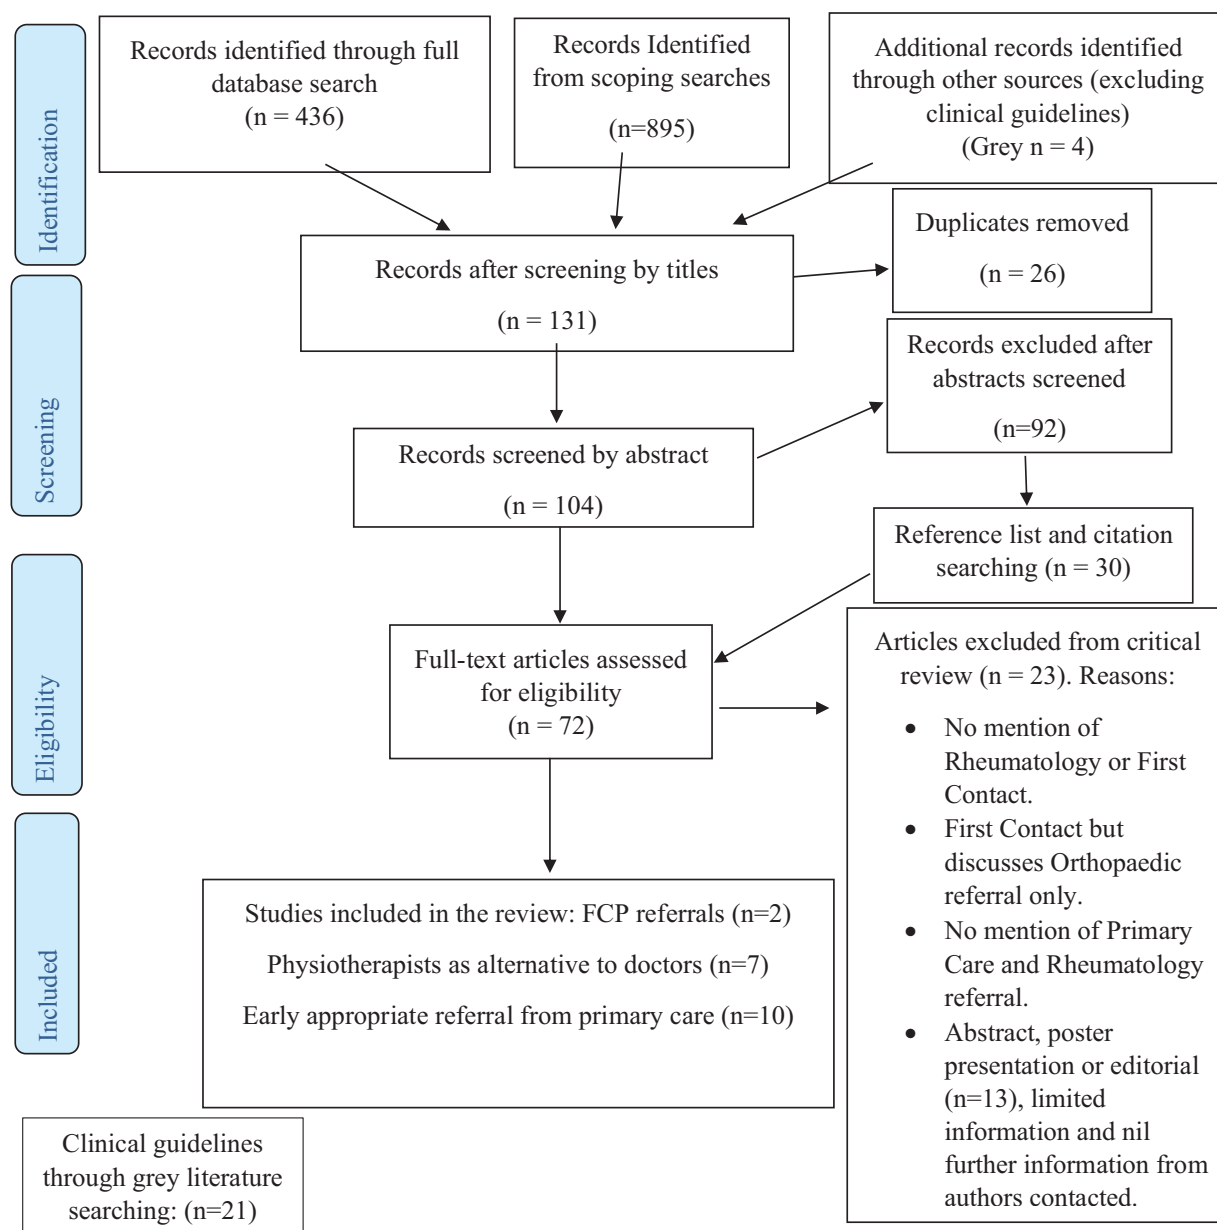 Identification
Records identified through full
database search
(n = 436)
Records Identified
from scoping searches
(n=895)
Additional records identified
through other sources (excluding
clinical guidelines)
(Grey n = 4)
Records after screening by titles
(n = 131)
Duplicates removed
(n = 26)
Screening
Records screened by abstract
(n = 104)
Records excluded after
abstracts screened
(n=92)
Reference list and citation
searching (n = 30)
Eligibility
Full-text articles assessed
for eligibility
(n = 72)
Articles excluded from critical
review (n = 23). Reasons:
• No mention of
Rheumatology or First
Contact.
• First Contact but
discusses Orthopaedic
referral only.
• No mention of Primary
Care and Rheumatology
referral.
• Abstract, poster
presentation or editorial
(n=13), limited
information and nil
further information from
authors contacted.
Included
Studies included in the review: FCP referrals (n=2)
Physiotherapists as alternative to doctors (n=7)
Early appropriate referral from primary care (n=10)
Clinical guidelines
through grey literature
searching: (n=21)